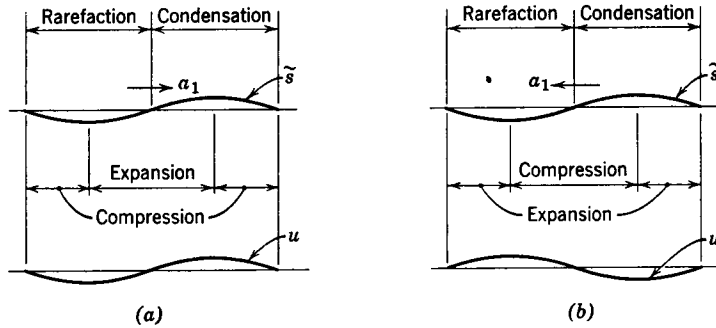 Rarefaction Condensation
a₁
s̃
Expansion
Compression
u
(a)
Rarefaction Condensation
a₁
s̃
Compression
Expansion
u
(b)